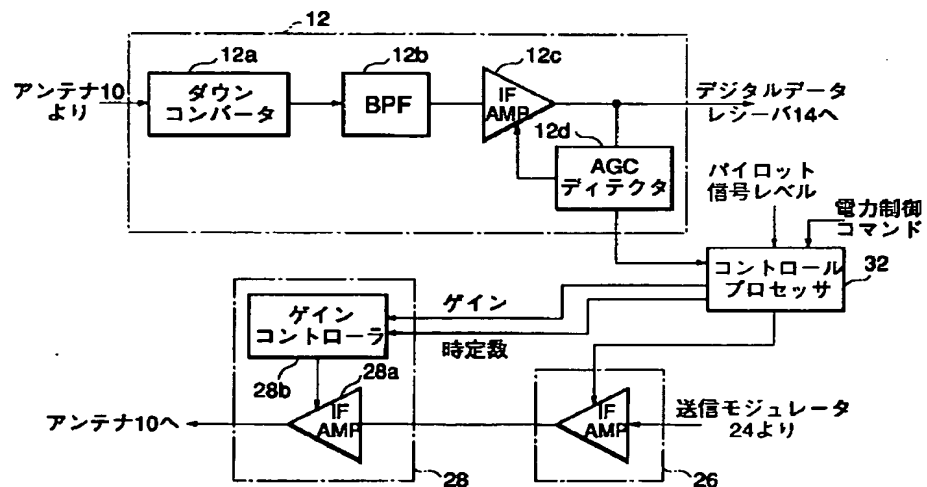 12
12a
12b
12c
アンテナ10
より
ダウン
コンバータ
BPF
IF
AMP
デジタルデータ
レシーバ14へ
12d
AGC
ディテクタ
パイロット
信号レベル
電力制御
コマンド
コントロール
プロセッサ
32
ゲイン
コントローラ
ゲイン
時定数
28b
28a
IF
AMP
アンテナ10へ
IF
AMP
送信モジュレータ
24より
28
26